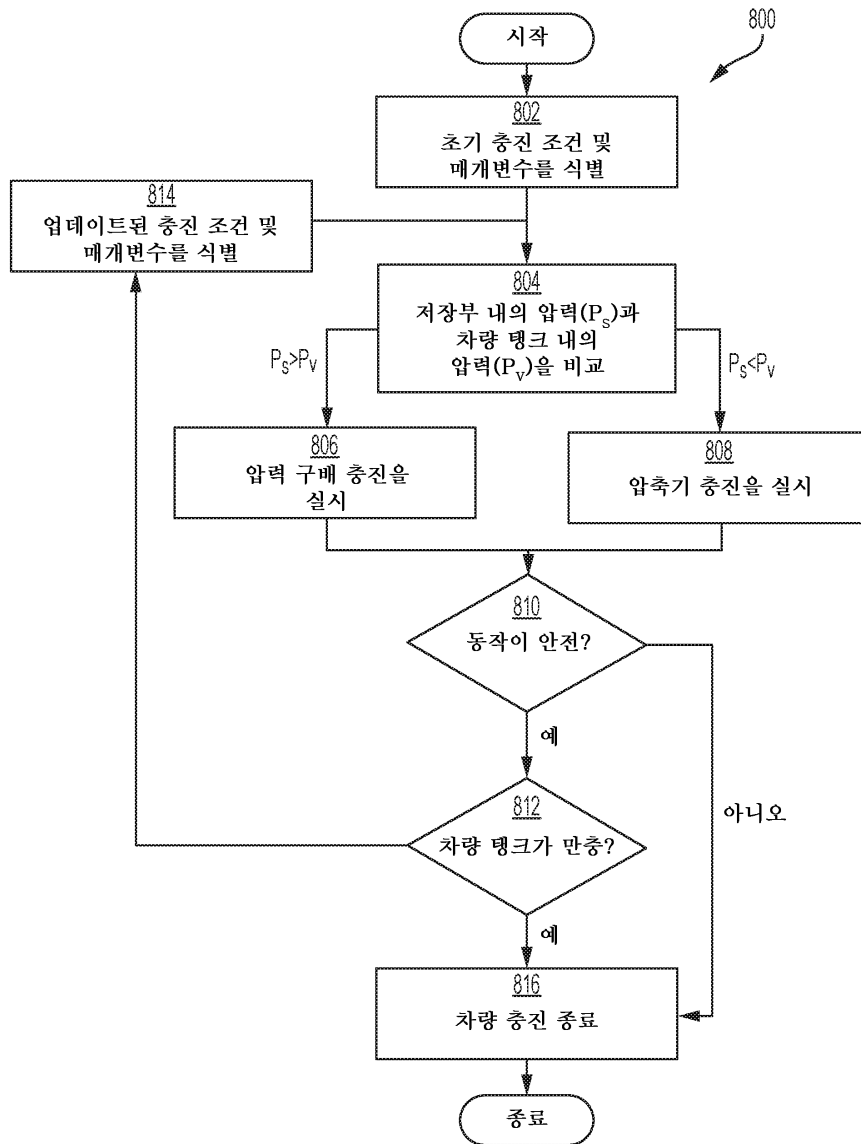 시작
800
802
초기 충진 조건 및
매개변수를 식별
814
업데이트된 충진 조건 및
매개변수를 식별
804
저장부 내의 압력(PS)과
차량 탱크 내의
압력(PV)을 비교
PS>PV
PS<PV
806
압력 구배 충진을
실시
808
압축기 충진을 실시
810
동작이 안전?
예
아니오
812
차량 탱크가 만충?
예
816
차량 충진 종료
종료